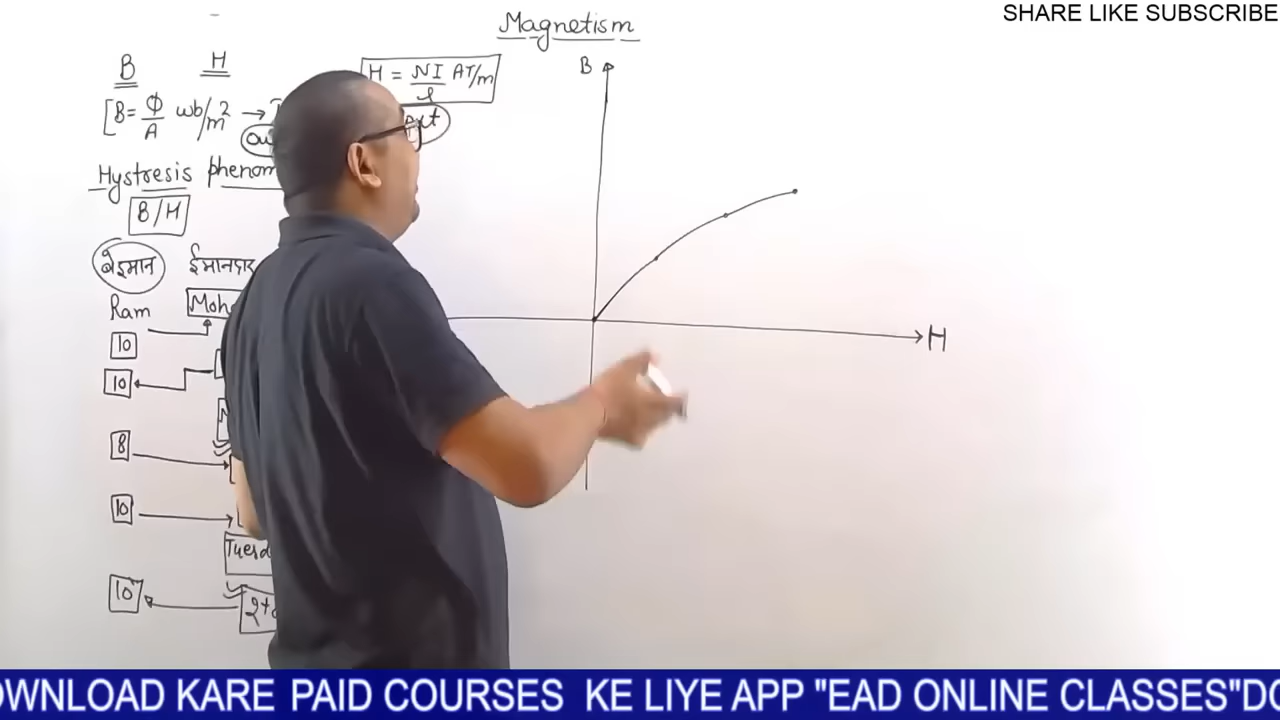 SHARE LIKE SUBSCRIBE
Magnetism
B H
H = NI/l AT/m
B = Φ/A wb/m² →
Hystresis phenom
B/H
बेइमान ईमानदार
Ram Moh
10
10
8
10
Tuesd
10
B
H
OWNLOAD KARE PAID COURSES KE LIYE APP "EAD ONLINE CLASSES"DO